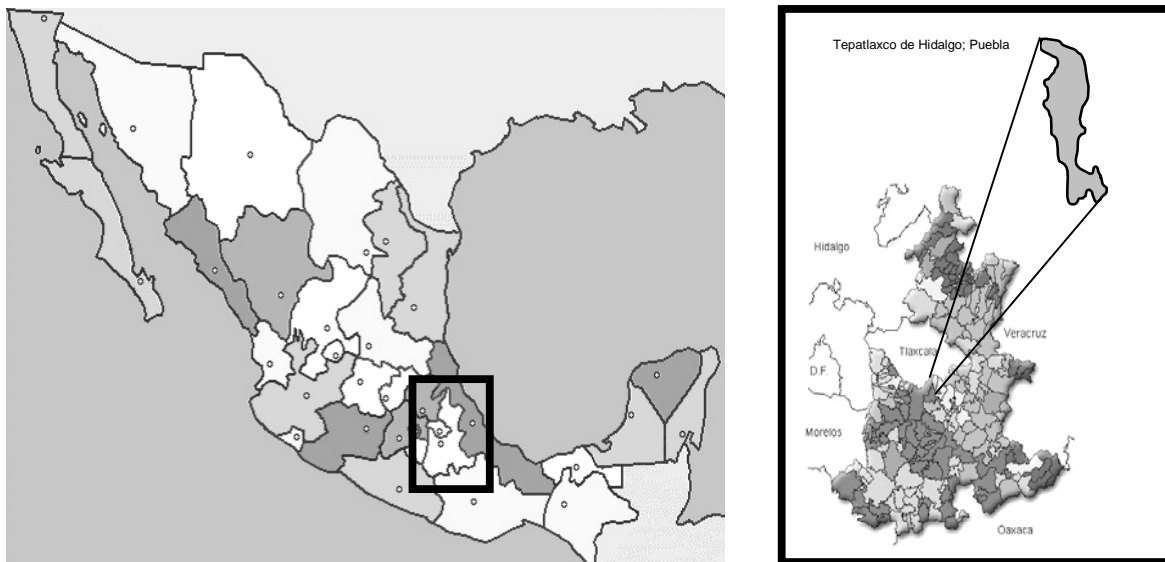 Tepatlaxco de Hidalgo; Puebla
Hidalgo
Veracruz
Tlaxcala
D.F.
Morelos
Oaxaca